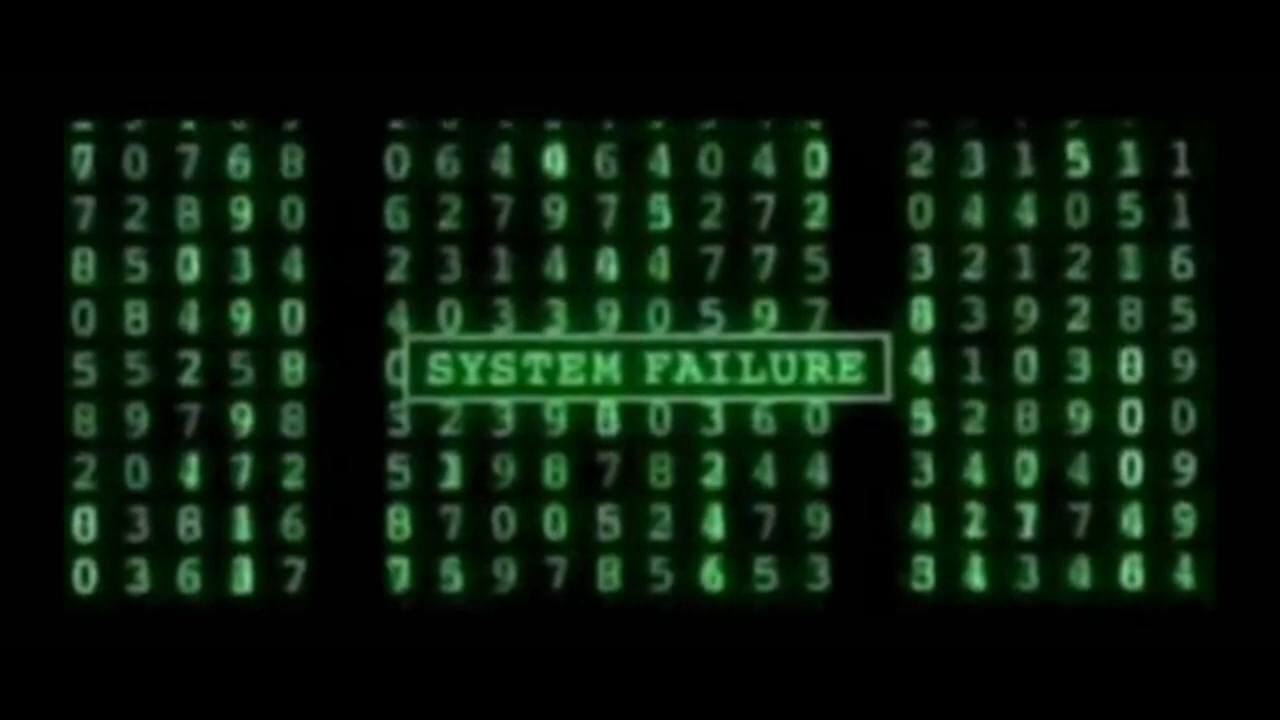 7 0 7 6 8 0 6 4 4 6 4 0 4 0 2 3 1 5 1 1
7 2 8 9 0 6 2 7 9 7 5 2 7 2 0 4 4 0 5 1
8 5 0 3 4 2 3 1 4 4 4 7 7 5 3 2 1 2 1 6
0 8 4 9 0 4 0 3 3 9 0 5 9 7 8 3 9 2 8 5
5 5 2 5 8 0 SYSTEM FAILURE 4 1 0 3 8 9
8 9 7 9 8 3 2 3 9 8 0 3 6 0 5 2 8 9 0 0
2 0 4 7 2 5 1 9 8 7 8 2 4 4 3 4 0 4 0 9
8 3 8 1 6 8 7 0 0 5 2 4 7 9 4 2 1 7 4 9
0 3 6 3 7 7 5 9 7 8 5 6 5 3 3 4 3 4 6 4